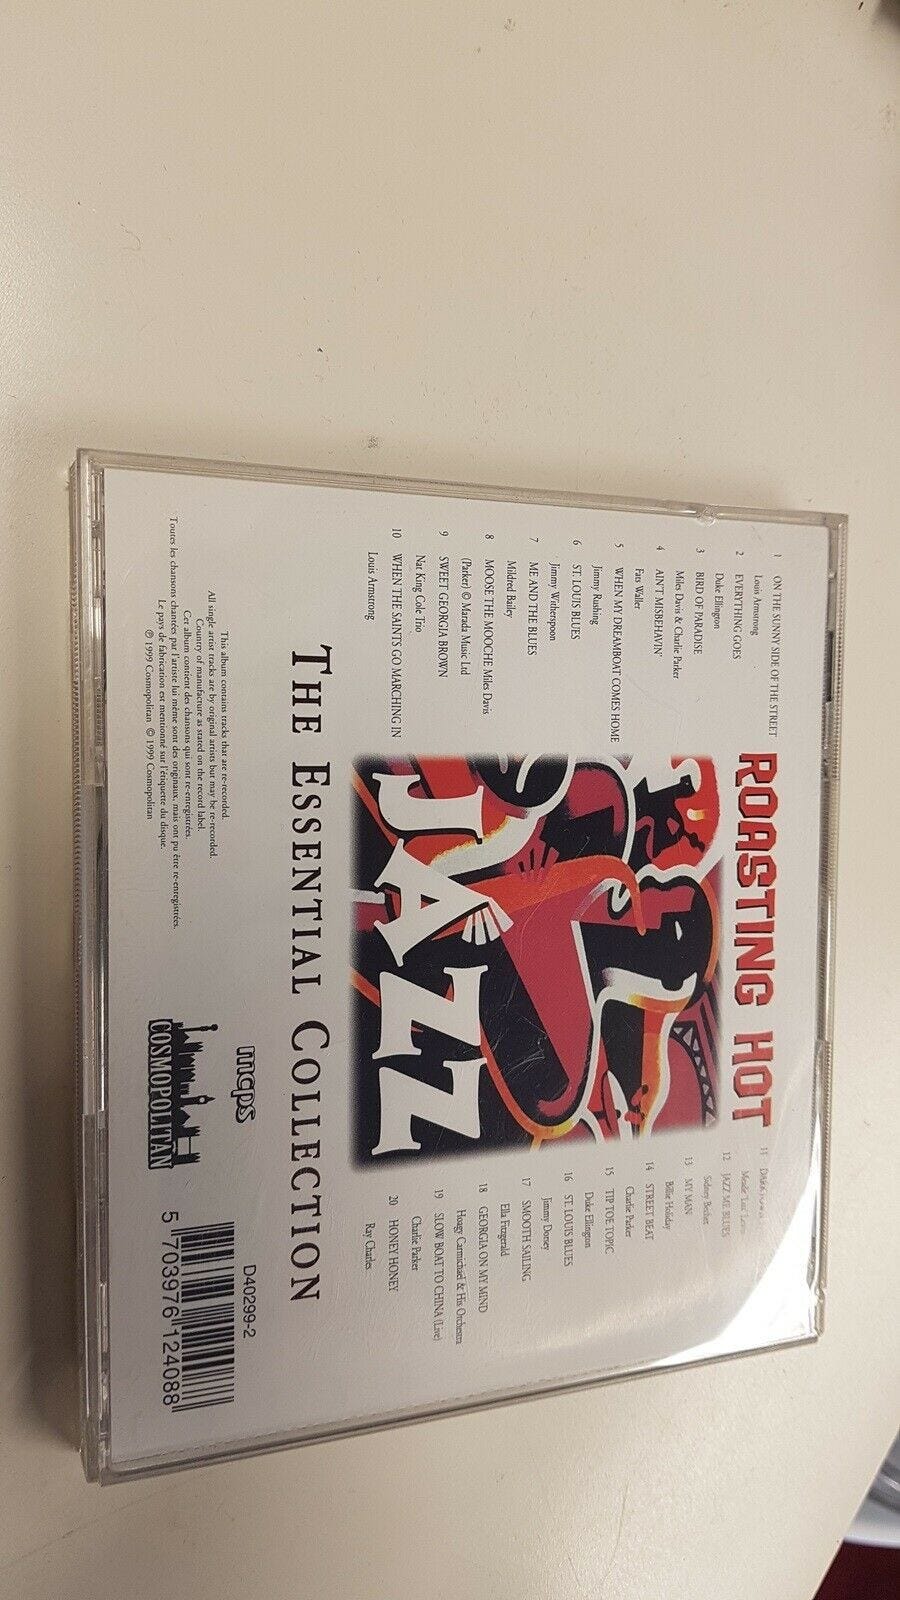 ROASTING HOT
1 ON THE SUNNY SIDE OF THE STREET
Louis Armstrong
2 EVERYTHING GOES
Duke Ellington
3 BIRD OF PARADISE
Miles Davis & Charlie Parker
4 AIN'T MISBEHAVIN'
Fats Waller
5 WHEN MY DREAMBOAT COMES HOME
Jimmy Rushing
6 ST. LOUIS BLUES
Jimmy Witherspoon
7 ME AND THE BLUES
Mildred Bailey
8 MOOSE THE MOOCHE Miles Davis
(Parker) © Marada Music Ltd
9 SWEET GEORGIA BROWN
Nat King Cole Trio
10 WHEN THE SAINTS GO MARCHING IN
Louis Armstrong
JAZZ
11
Meade 'Lux' Lewis
12 JAZZ ME BLUES
Sidney Bechet
13 MY MAN
Billie Holiday
14 STREET BEAT
Charlie Parker
15 TIP TOE TOPIC
Duke Ellington
16 ST. LOUIS BLUES
Jimmy Dorsey
17 SMOOTH SAILING
Ella Fitzgerald
18 GEORGIA ON MY MIND
Hoagy Carmichael & His Orchestra
19 SLOW BOAT TO CHINA (Live)
Charlie Parker
20 HONEY HONEY
Ray Charles
THE ESSENTIAL COLLECTION
This album contains tracks that are re-recorded.
All single artist tracks are by original artists but may be re-recorded.
Country of manufacture as stated on the record label.
Cet album contient des chansons qui sont re-enregistrées.
Toutes les chansons chantées par l'artiste lui même sont des originaux, mais ont pu être re-enregistrées.
Le pays de fabrication est mentionné sur l'étiquette du disque.
℗ 1999 Cosmopolitan © 1999 Cosmopolitan
mcps
COSMOPOLITAN
D40299-2
5 703976 124088